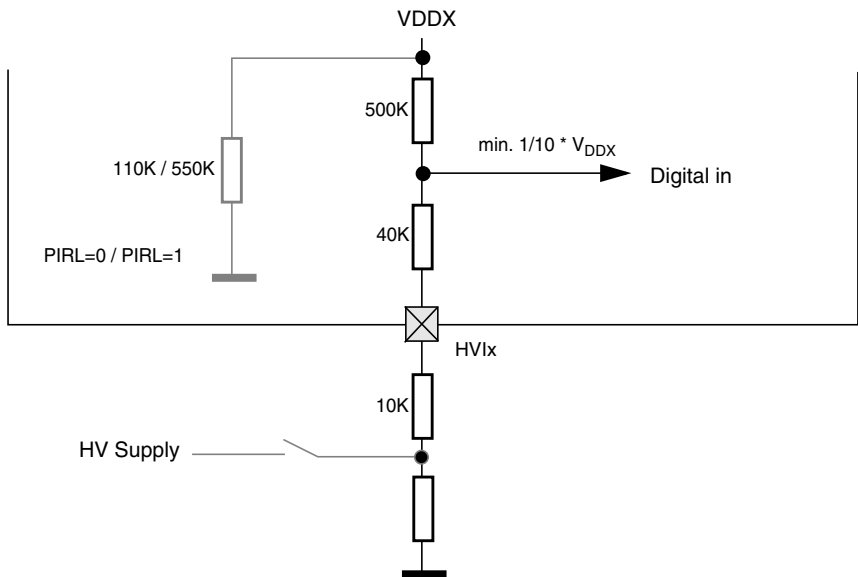 VDDX
500K
min. 1/10 * VDDX
110K / 550K
Digital in
40K
PIRL=0 / PIRL=1
HVIx
10K
HV Supply